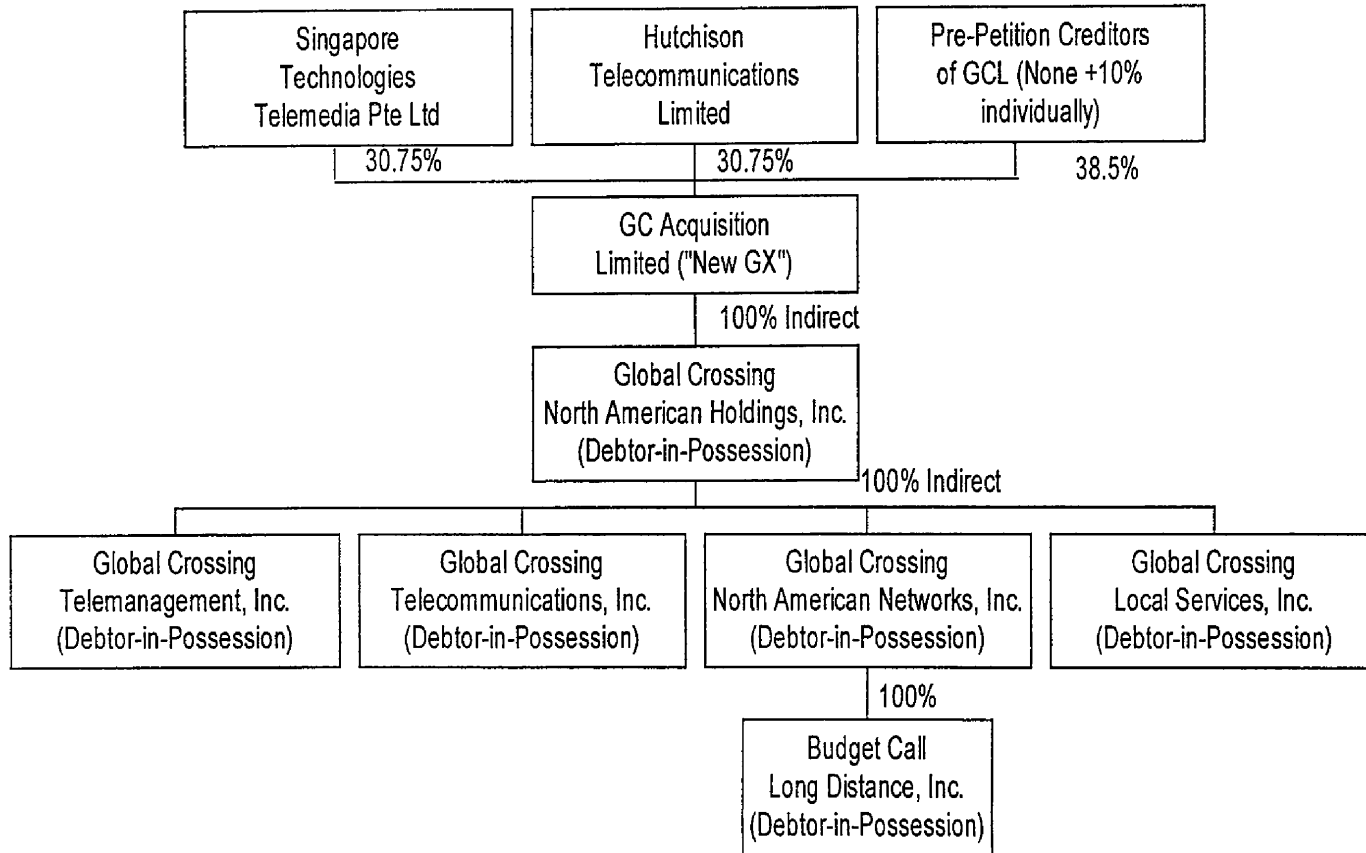 Singapore
Technologies
Telemedia Pte Ltd
Hutchison
Telecommunications
Limited
Pre-Petition Creditors
of GCL (None +10%
individually)
30.75%
30.75%
38.5%
GC Acquisition
Limited ("New GX")
100% Indirect
Global Crossing
North American Holdings, Inc.
(Debtor-in-Possession)
100% Indirect
Global Crossing
Telemanagement, Inc.
(Debtor-in-Possession)
Global Crossing
Telecommunications, Inc.
(Debtor-in-Possession)
Global Crossing
North American Networks, Inc.
(Debtor-in-Possession)
Global Crossing
Local Services, Inc.
(Debtor-in-Possession)
100%
Budget Call
Long Distance, Inc.
(Debtor-in-Possession)